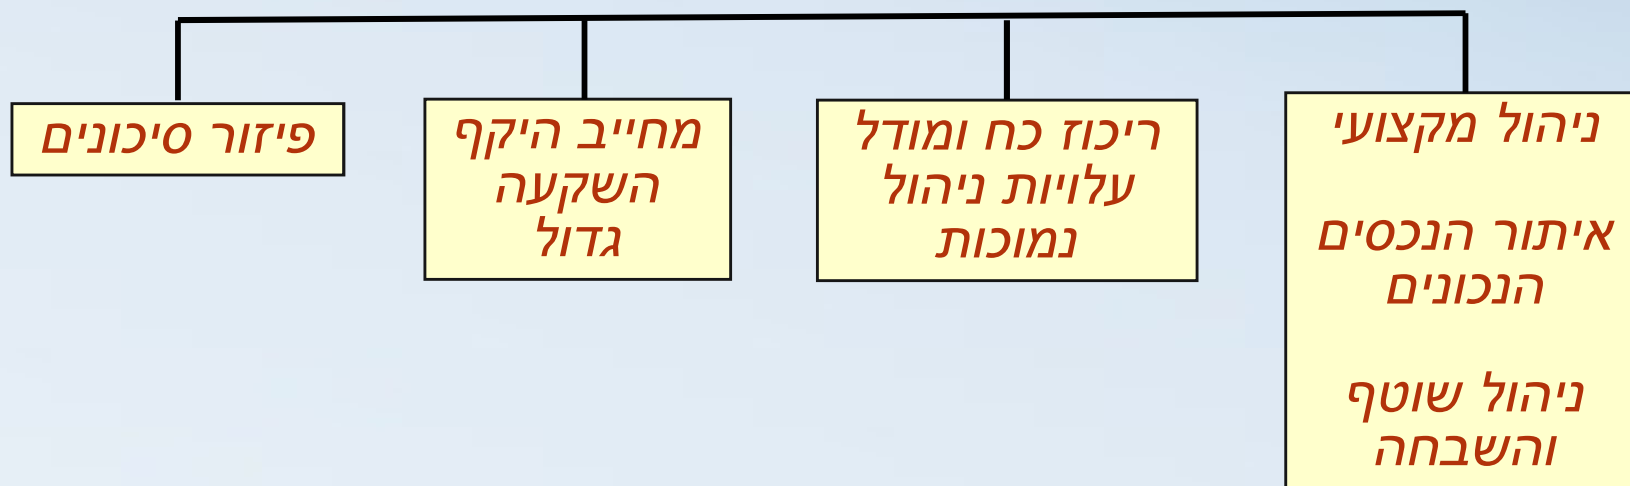 ניהול מקצועי
איתור הנכסים
הנכונים
ניהול שוטף
והשבחה
ריכוז כח ומודל
עלויות ניהול
נמוכות
מחייב היקף
השקעה
גדול
פיזור סיכונים